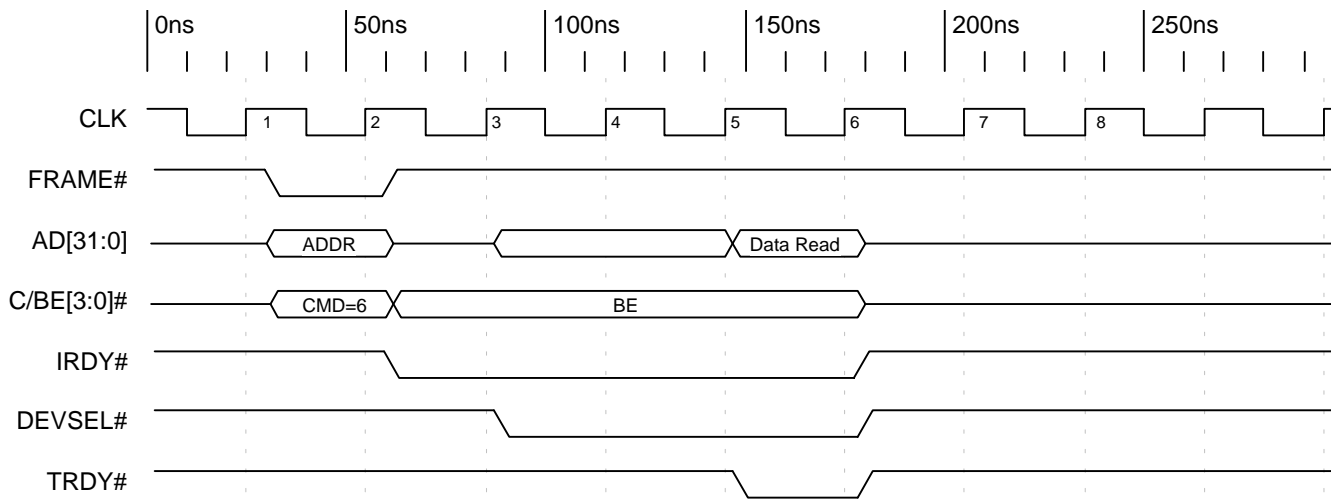 0ns 50ns 100ns 150ns 200ns 250ns
CLK 1 2 3 4 5 6 7 8
FRAME#
AD[31:0] ADDR Data Read
C/BE[3:0]# CMD=6 BE
IRDY#
DEVSEL#
TRDY#